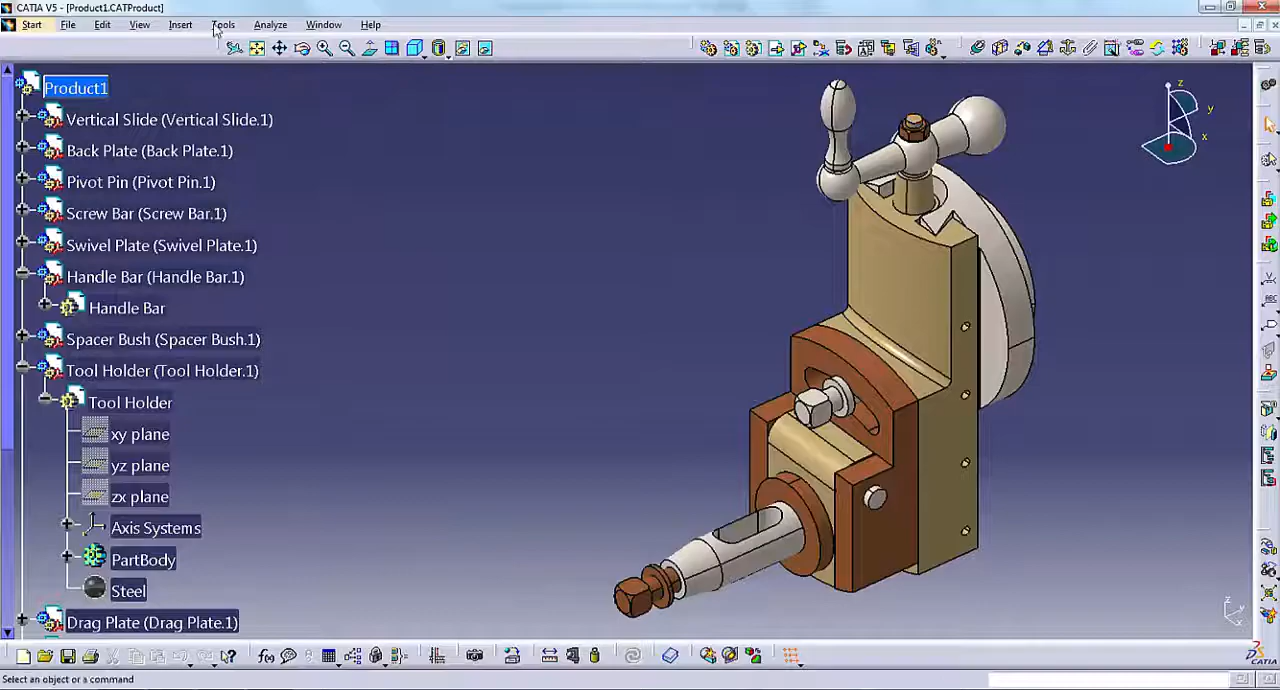 CATIA V5 - [Product1.CATProduct]
Start File Edit View Insert Tools Analyze Window Help
Product1
Vertical Slide (Vertical Slide.1)
Back Plate (Back Plate.1)
Pivot Pin (Pivot Pin.1)
Screw Bar (Screw Bar.1)
Swivel Plate (Swivel Plate.1)
Handle Bar (Handle Bar.1)
Handle Bar
Spacer Bush (Spacer Bush.1)
Tool Holder (Tool Holder.1)
Tool Holder
xy plane
yz plane
zx plane
Axis Systems
PartBody
Steel
Drag Plate (Drag Plate.1)
z
y
x
CATIA
Select an object or a command